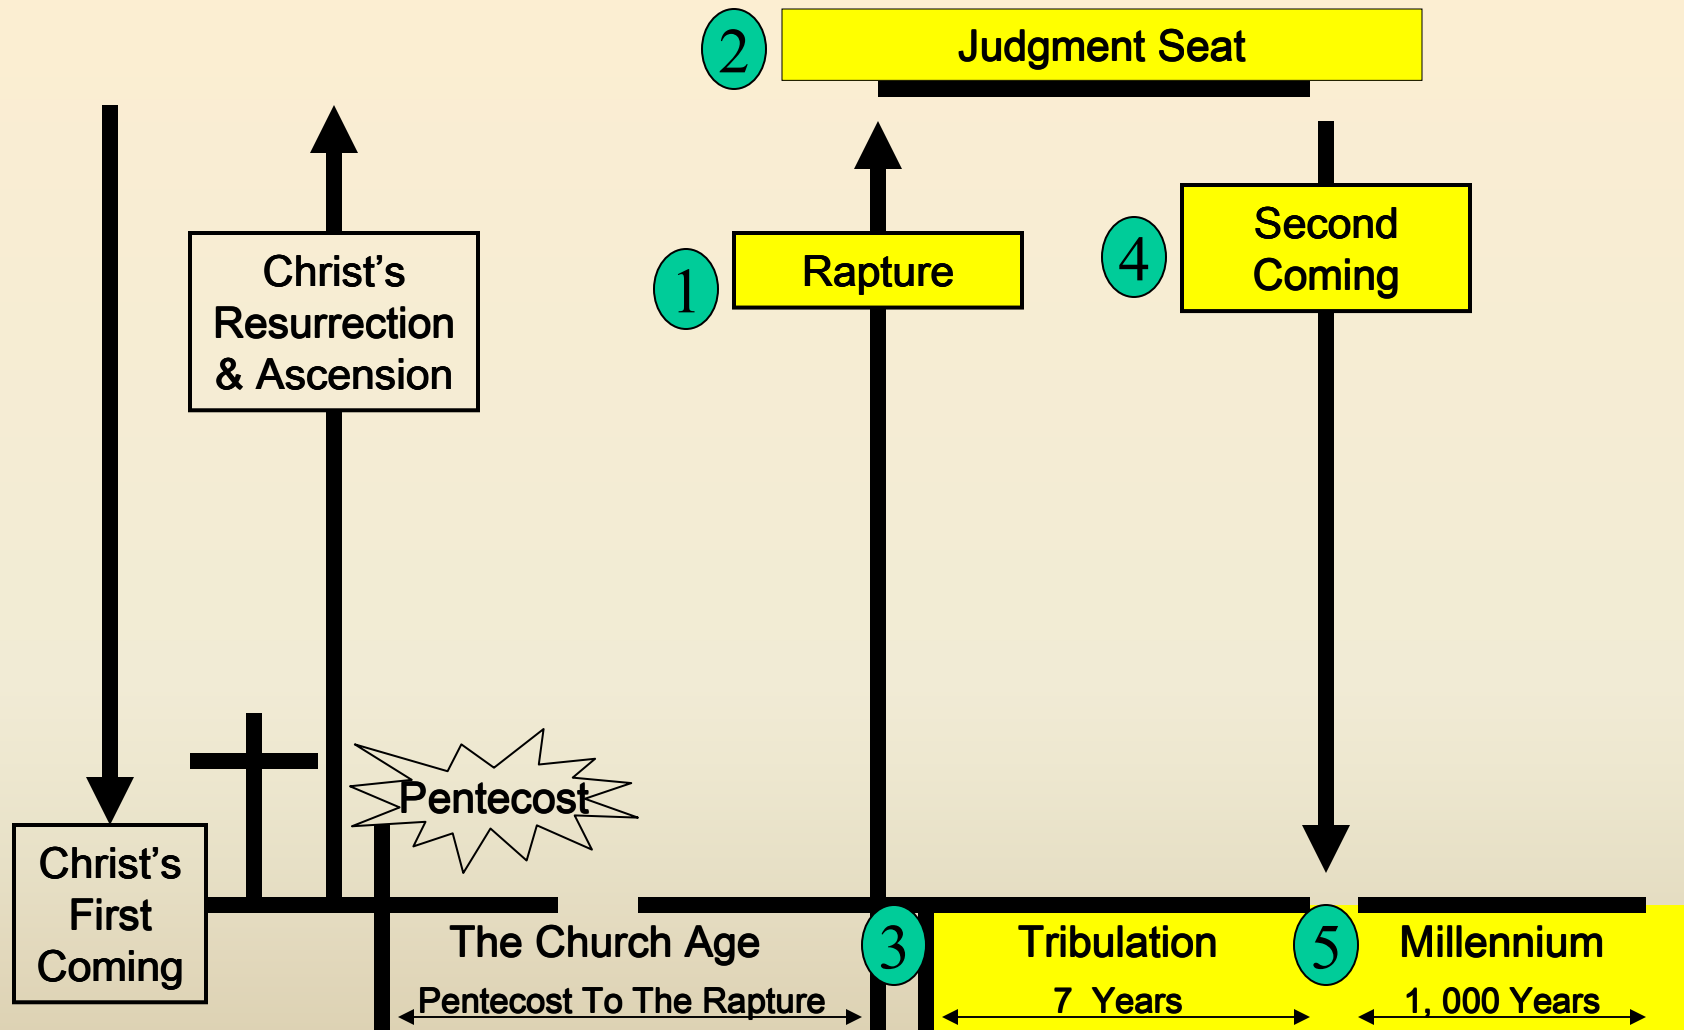 2
Judgment Seat
Christ’s
Resurrection
& Ascension
1
Rapture
4
Second
Coming
Pentecost
Christ’s
First
Coming
The Church Age
Pentecost To The Rapture
3
Tribulation
7 Years
5
Millennium
1, 000 Years